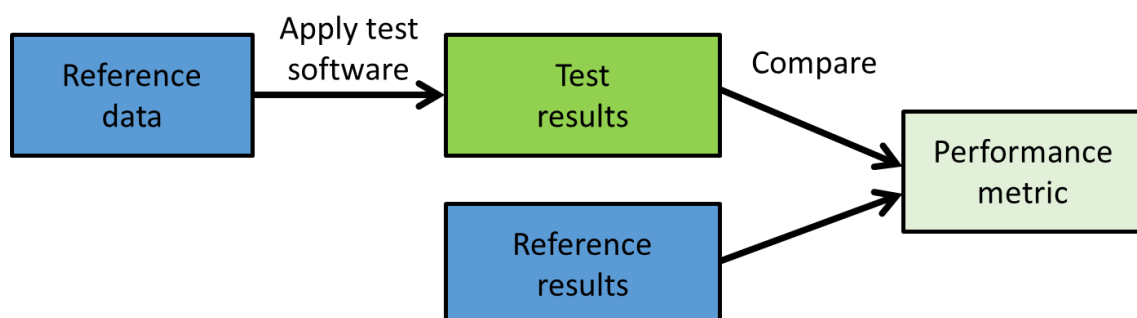 Reference
data
Apply test
software
Test
results
Compare
Reference
results
Performance
metric